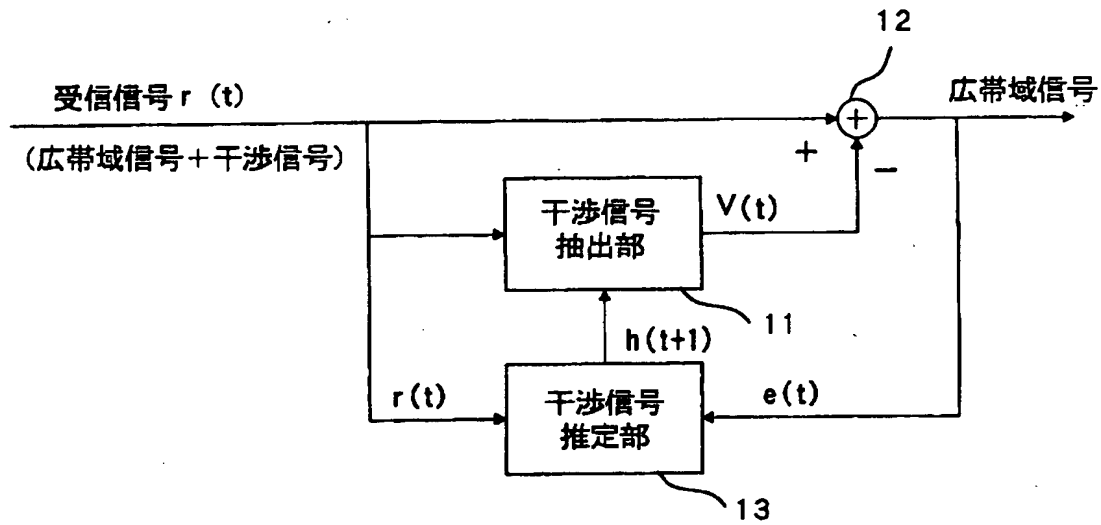 12
受信信号 r (t)
広帯域信号
(広帯域信号+干渉信号)
+
+
−
干渉信号
抽出部
V(t)
11
h(t+1)
r(t)
干渉信号
推定部
e(t)
13